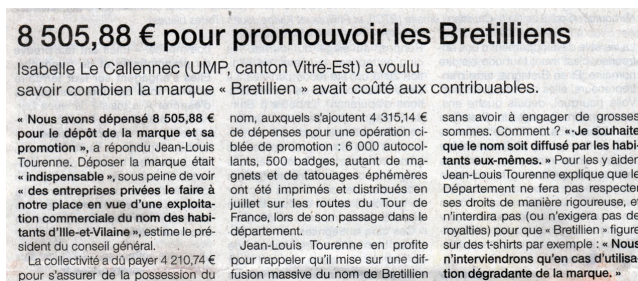 8 505,88 € pour promouvoir les Bretilliens
Isabelle Le Callennec (UMP, canton Vitré-Est) a voulu
savoir combien la marque « Bretillien » avait coûté aux contribuables.
« Nous avons dépensé 8 505,88 €
pour le dépôt de la marque et sa
promotion », a répondu Jean-Louis
Tourenne. Déposer la marque était
« indispensable », sous peine de voir
« des entreprises privées le faire à
notre place en vue d'une exploita-
tion commerciale du nom des habi-
tants d'Ille-et-Vilaine », estime le pré-
sident du conseil général.
La collectivité a dû payer 4 210,74 €
pour s'assurer de la possession du
nom, auxquels s'ajoutent 4 315,14 €
de dépenses pour une opération ci-
blée de promotion : 6 000 autocol-
lants, 500 badges, autant de ma-
gnets et de tatouages éphémères
ont été imprimés et distribués en
juillet sur les routes du Tour de
France, lors de son passage dans le
département.
Jean-Louis Tourenne en profite
pour rappeler qu'il mise sur une dif-
fusion massive du nom de Bretillien
sans avoir à engager de grosses
sommes. Comment ? « Je souhaite
que le nom soit diffusé par les habi-
tants eux-mêmes. » Pour les y aider
Jean-Louis Tourenne explique que le
Département ne fera pas respecter
ses droits de manière rigoureuse, et
n'interdira pas (ou n'exigera pas de
royalties) pour que « Bretillien » figure
sur des t-shirts par exemple : « Nous
n'interviendrons qu'en cas d'utilisa-
tion dégradante de la marque. »